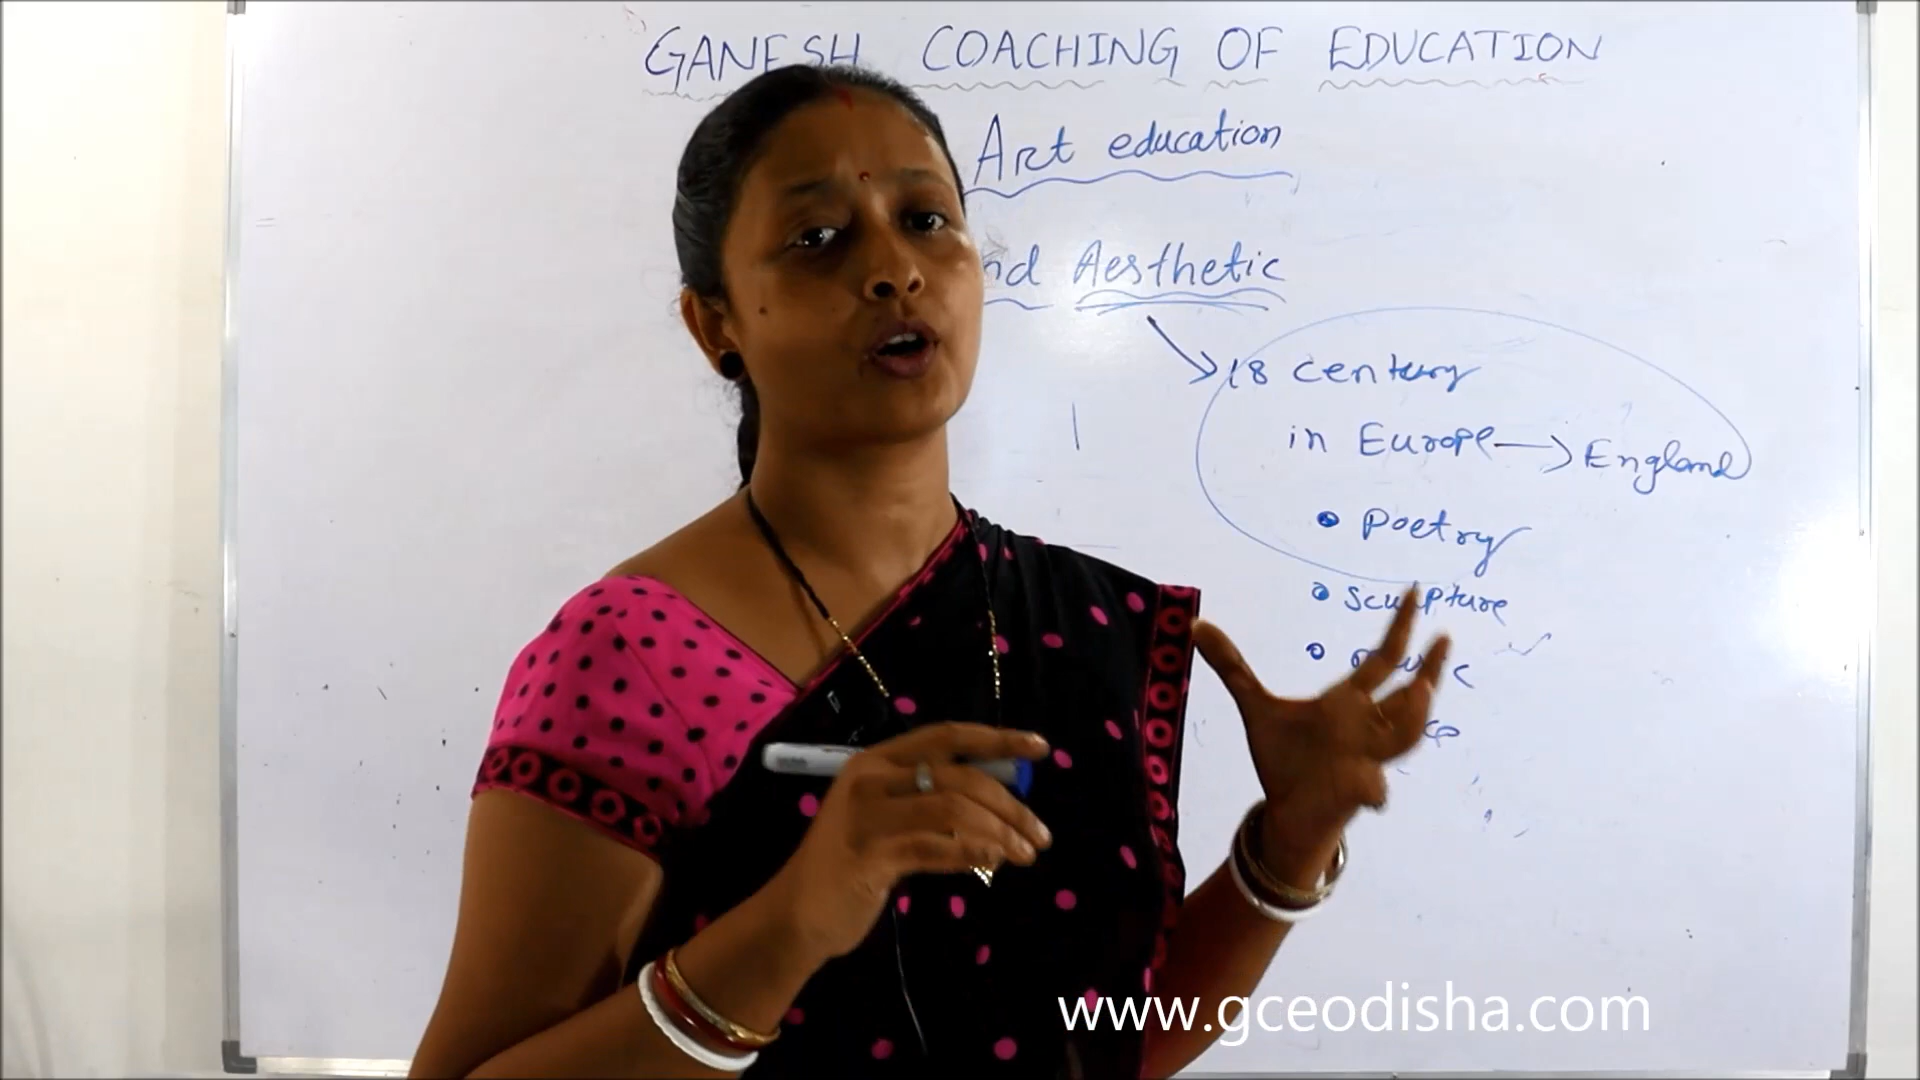 GANESH COACHING OF EDUCATION
Art education
Aesthetic
18 century
in Europe → England
• Poetry
• Sculpture
www.gceodisha.com